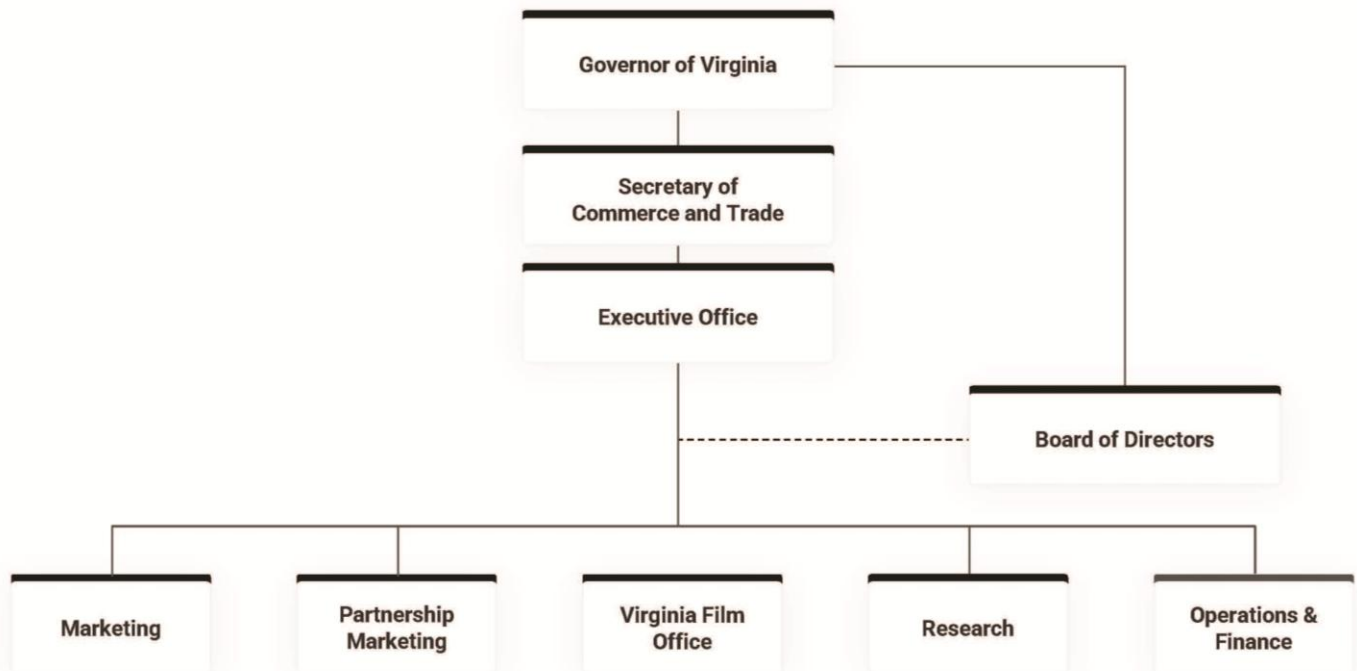 Governor of Virginia
Secretary of
Commerce and Trade
Executive Office
Board of Directors
Marketing
Partnership
Marketing
Virginia Film
Office
Research
Operations &
Finance